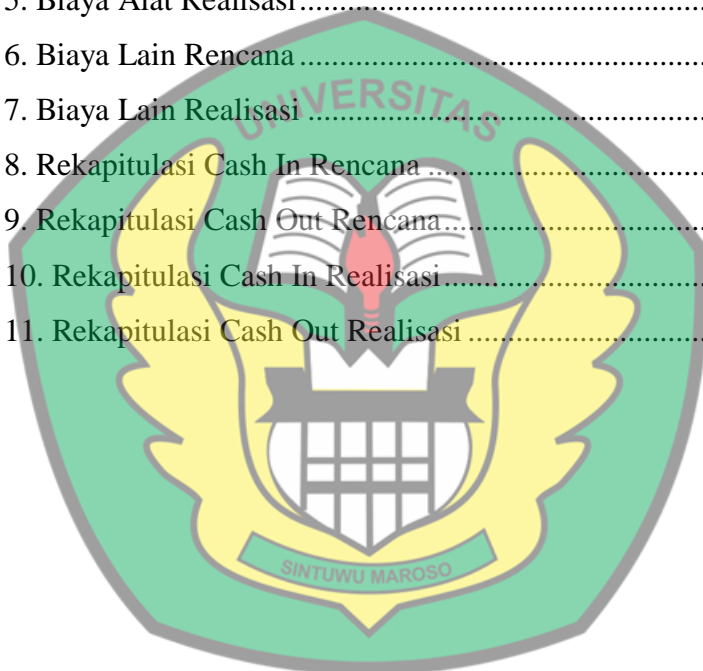 5. Biaya Alat Realisasi........................................................
6. Biaya Lain Rencana ........................................................
7. Biaya Lain Realisasi ........................................................
UNIVERSITAS
8. Rekapitulasi Cash In Rencana ......................................
9. Rekapitulasi Cash Out Rencana....................................
10. Rekapitulasi Cash In Realisasi....................................
11. Rekapitulasi Cash Out Realisasi .................................
SINTUWU MAROSO